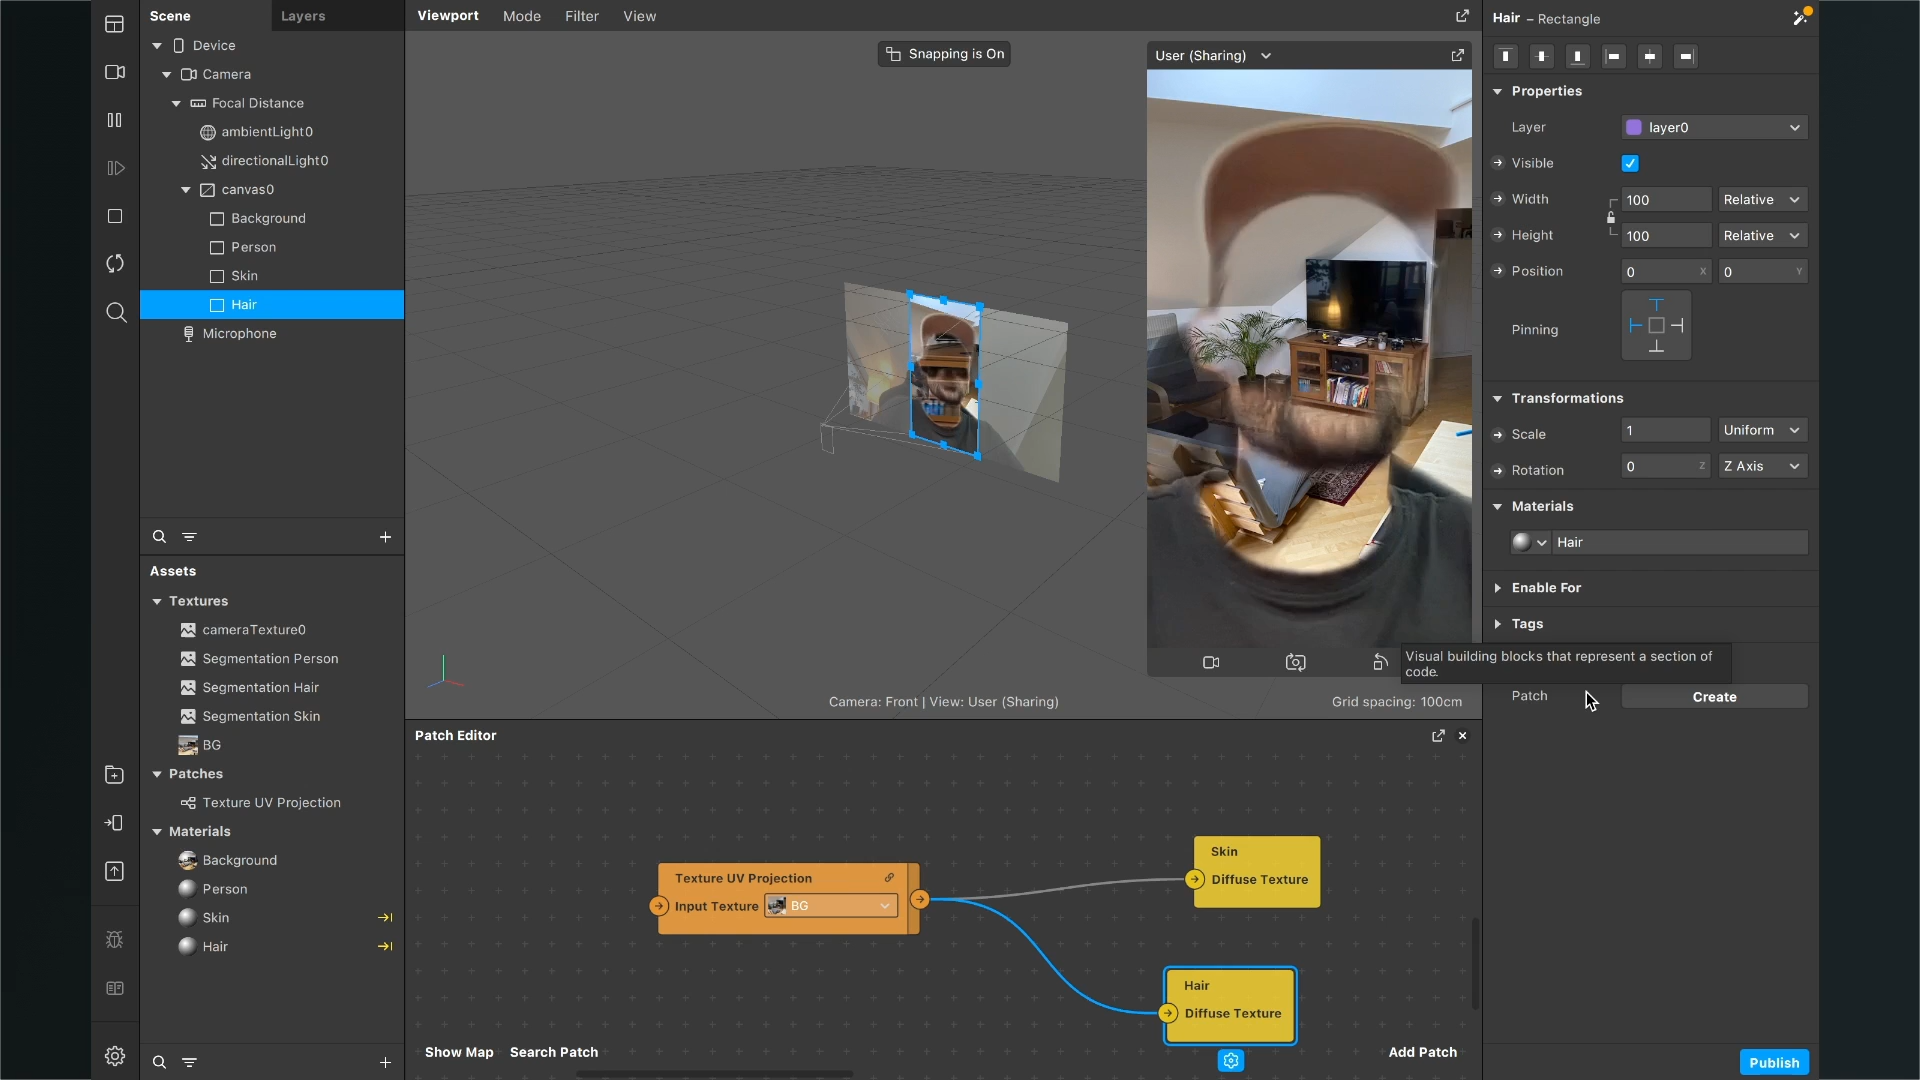 Scene
Layers
Device
Camera
Focal Distance
ambientLight0
directionalLight0
canvas0
Background
Person
Skin
Hair
Microphone
Assets
Textures
cameraTexture0
Segmentation Person
Segmentation Hair
Segmentation Skin
BG
Patches
Texture UV Projection
Materials
Background
Person
Skin
Hair
Viewport Mode Filter View
Snapping is On
User (Sharing)
Camera: Front | View: User (Sharing)
Grid spacing: 100cm
Patch Editor
Texture UV Projection
Input Texture BG
Skin
Diffuse Texture
Hair
Diffuse Texture
Show Map Search Patch
Add Patch
Hair – Rectangle
Properties
Layer layer0
Visible
Width 100 Relative
Height 100 Relative
Position 0 X 0 Y
Pinning
Transformations
Scale 1 Uniform
Rotation 0 Z Z Axis
Materials
Hair
Enable For
Tags
Visual building blocks that represent a section of
code.
Patch Create
Publish